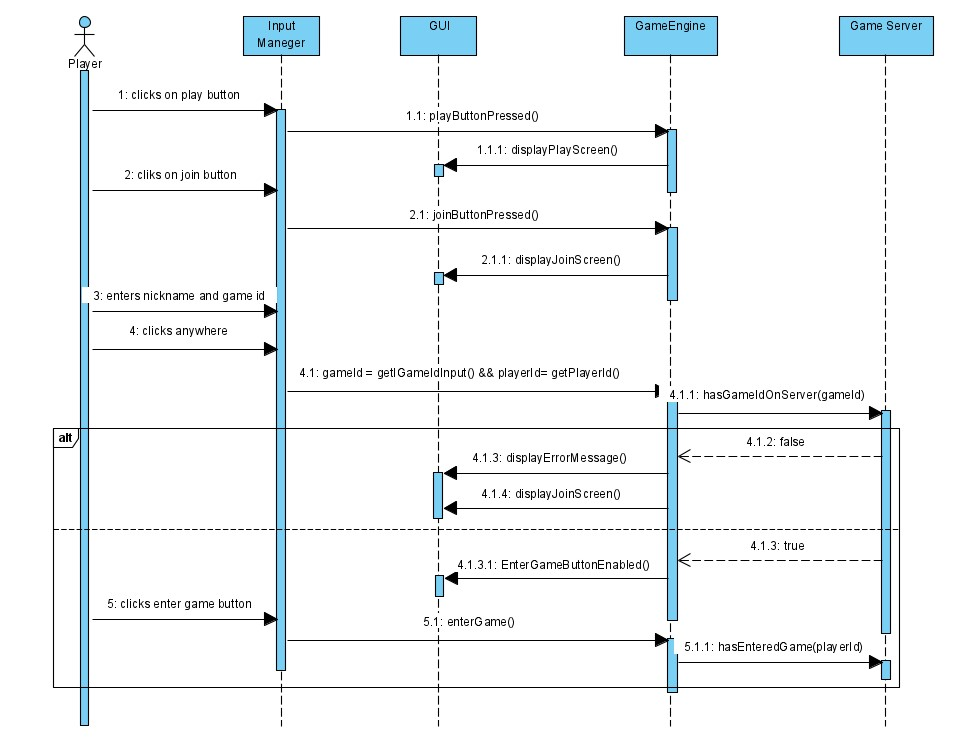 Input
Maneger
GUI
GameEngine
Game Server
Player
1: clicks on play button
1.1: playButtonPressed()
1.1.1: displayPlayScreen()
2: cliks on join button
2.1: joinButtonPressed()
2.1.1: displayJoinScreen()
3: enters nickname and game id
4: clicks anywhere
4.1: gameId = getIGameIdInput() && playerId= getPlayerId()
4.1.1: hasGameIdOnServer(gameId)
alt
4.1.2: false
4.1.3: displayErrorMessage()
4.1.4: displayJoinScreen()
4.1.3: true
4.1.3.1: EnterGameButtonEnabled()
5: clicks enter game button
5.1: enterGame()
5.1.1: hasEnteredGame(playerId)